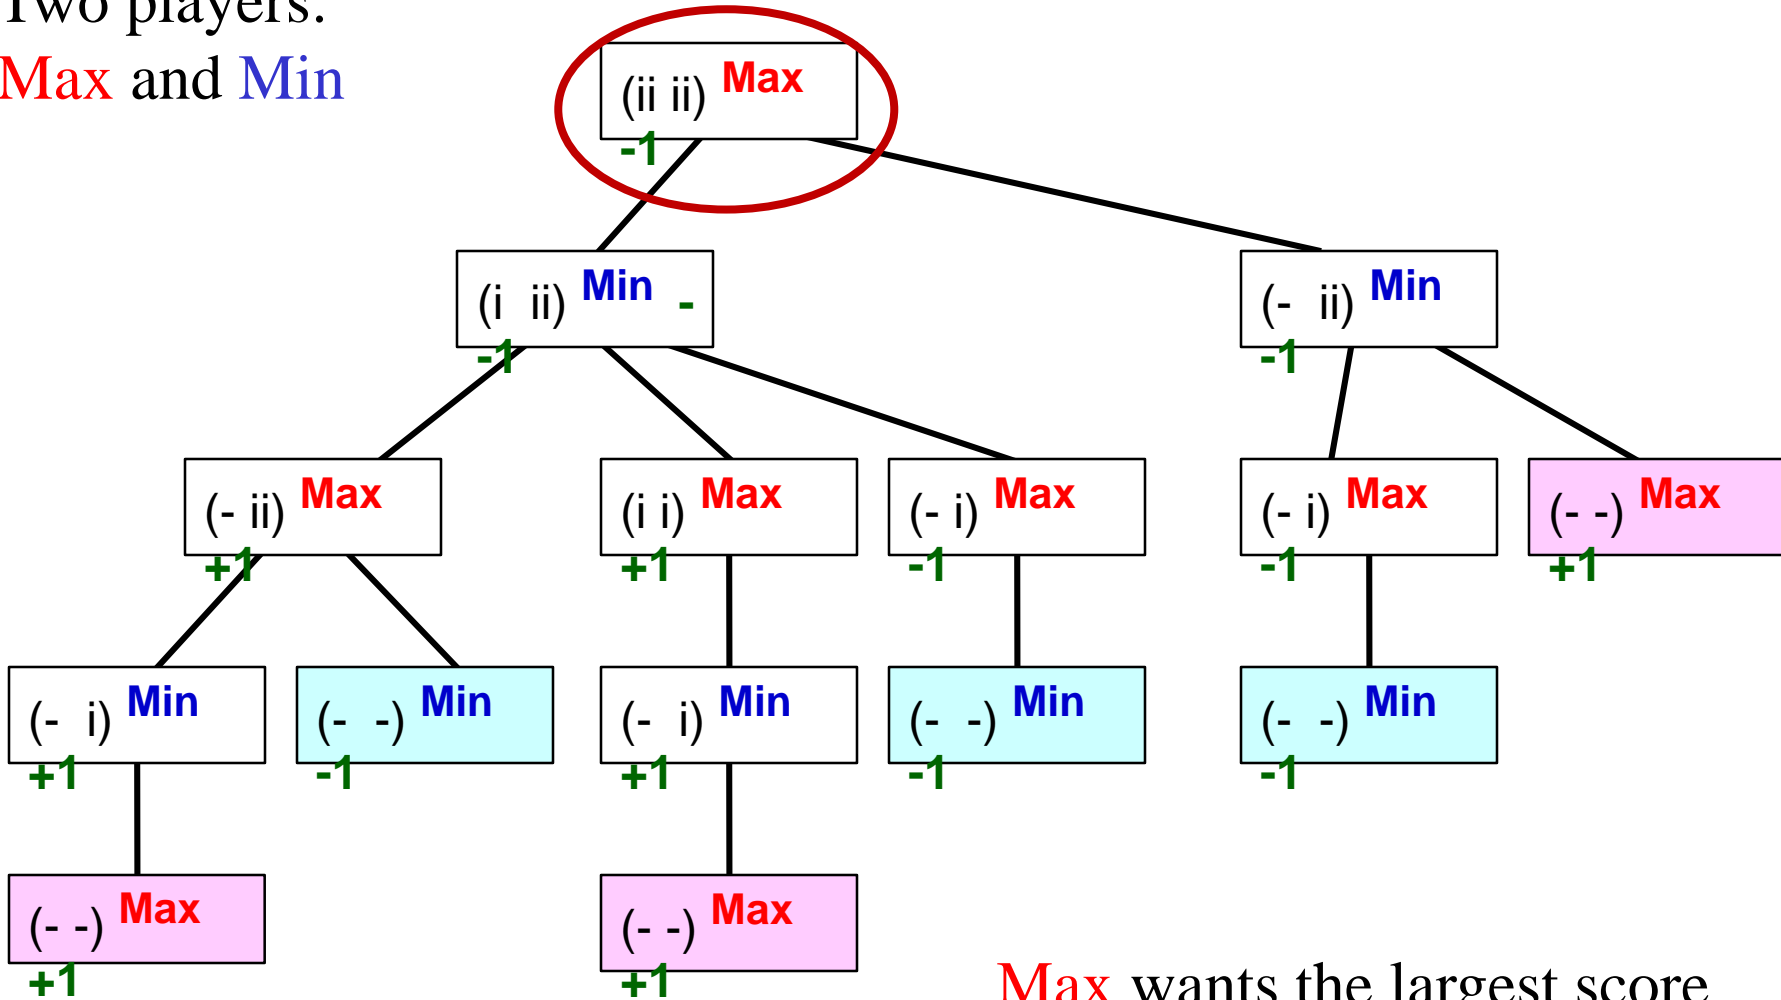 Two players:
Max and Min
(ii ii) Max
-1
(i ii) Min -
-1
(- ii) Min
-1
(- ii) Max
+1
(i i) Max
+1
(- i) Max
-1
(- i) Max
-1
(- -) Max
+1
(- i) Min
+1
(- -) Min
-1
(- i) Min
+1
(- -) Min
-1
(- -) Min
-1
(- -) Max
+1
(- -) Max
+1
Max wants the largest score